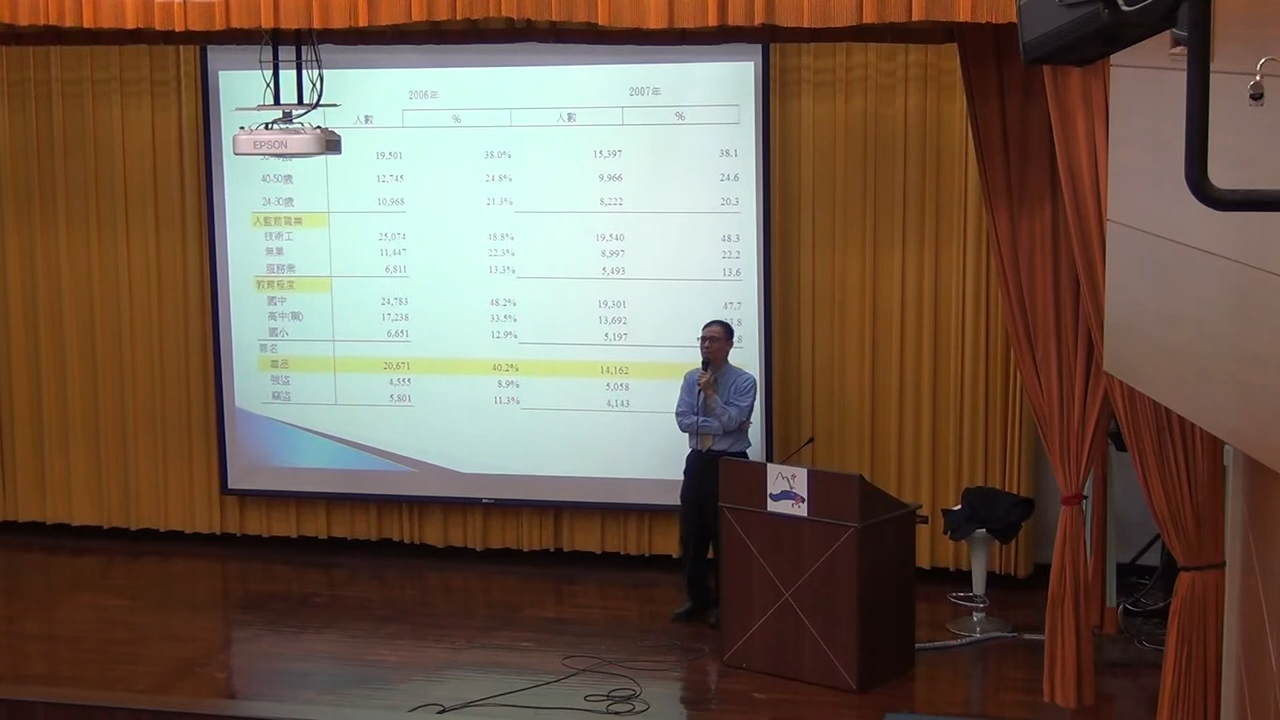 2006年 2007年
人數 % 人數 %
EPSON
19,501 38.0% 15,397 38.1
40-50歲 12,745 24.8% 9,966 24.6
24-30歲 10,968 21.3% 8,222 20.3
入監前職業
技術工 25,074 48.8% 19,540 48.3
無業 11,447 22.3% 8,997 22.2
服務業 6,811 13.3% 5,493 13.6
教育程度
國中 24,783 48.2% 19,301 47.7
高中(職) 17,238 33.5% 13,692
國小 6,651 12.9% 5,197
罪名
毒品 20,671 40.2% 14,162
強盜 4,555 8.9% 5,058
竊盜 5,801 11.3% 4,143